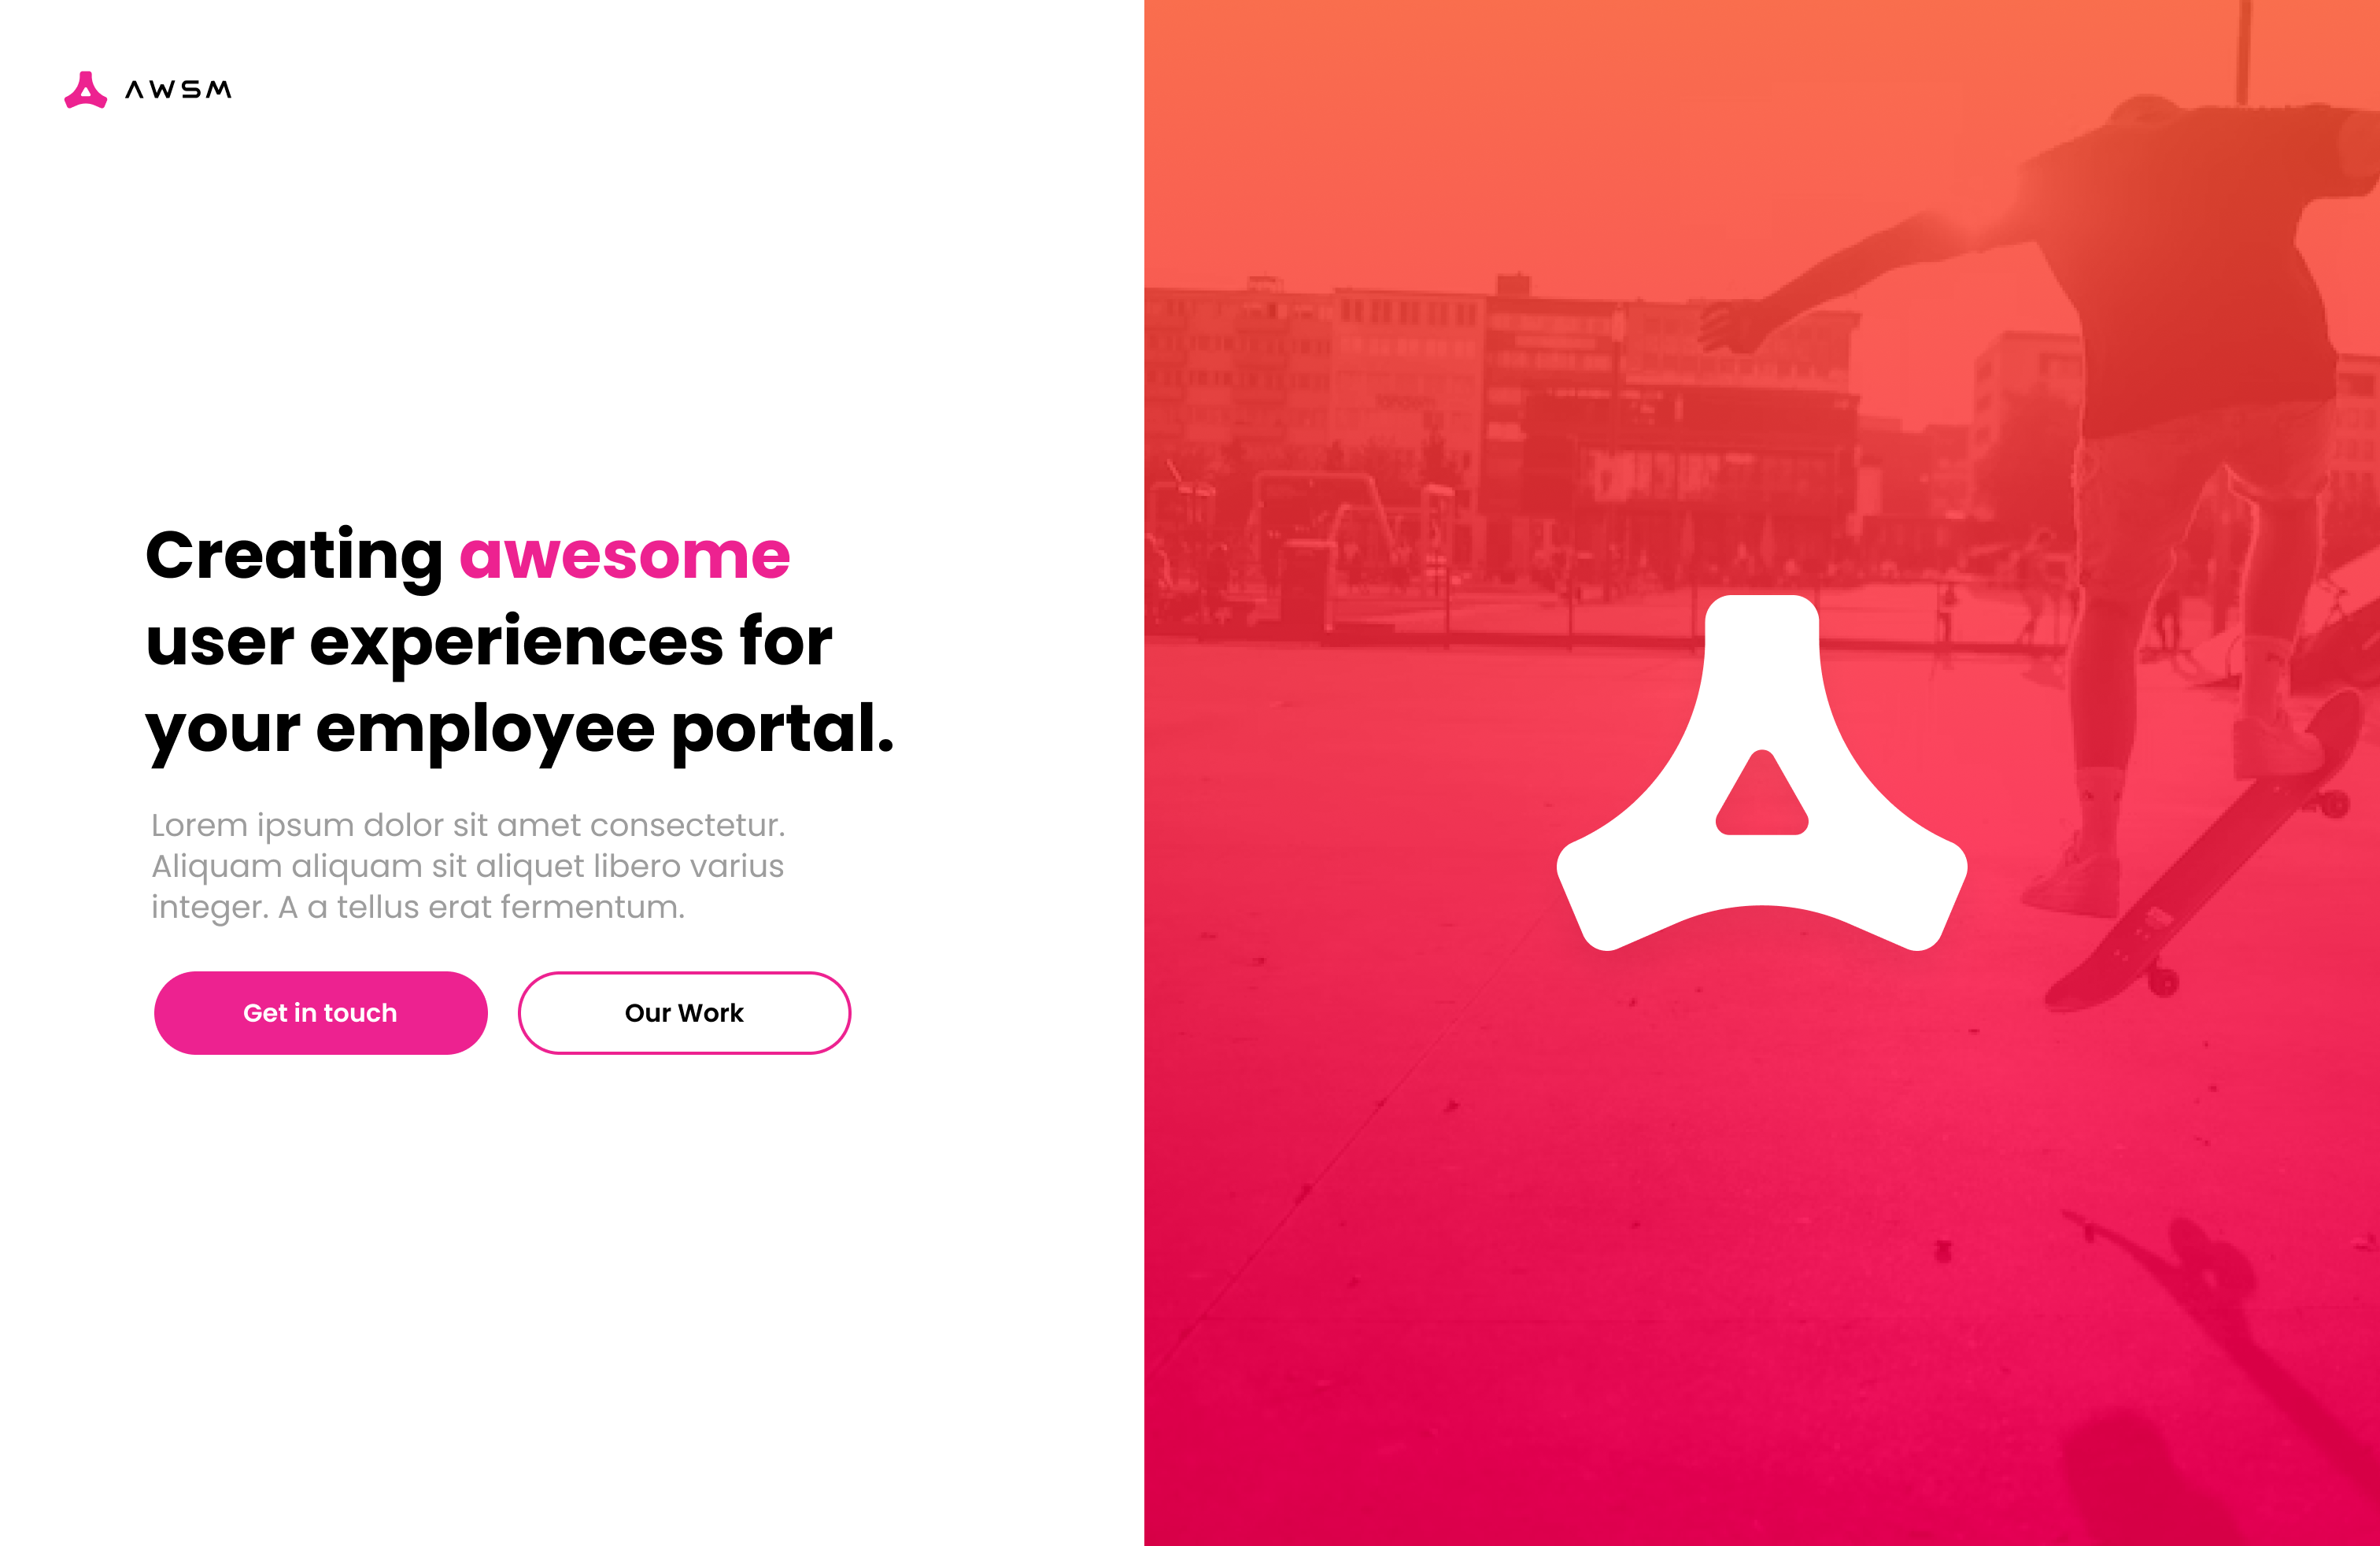 AWSM
Creating awesome
user experiences for
your employee portal.
Lorem ipsum dolor sit amet consectetur.
Aliquam aliquam sit aliquet libero varius
integer. A a tellus erat fermentum.
Get in touch
Our Work